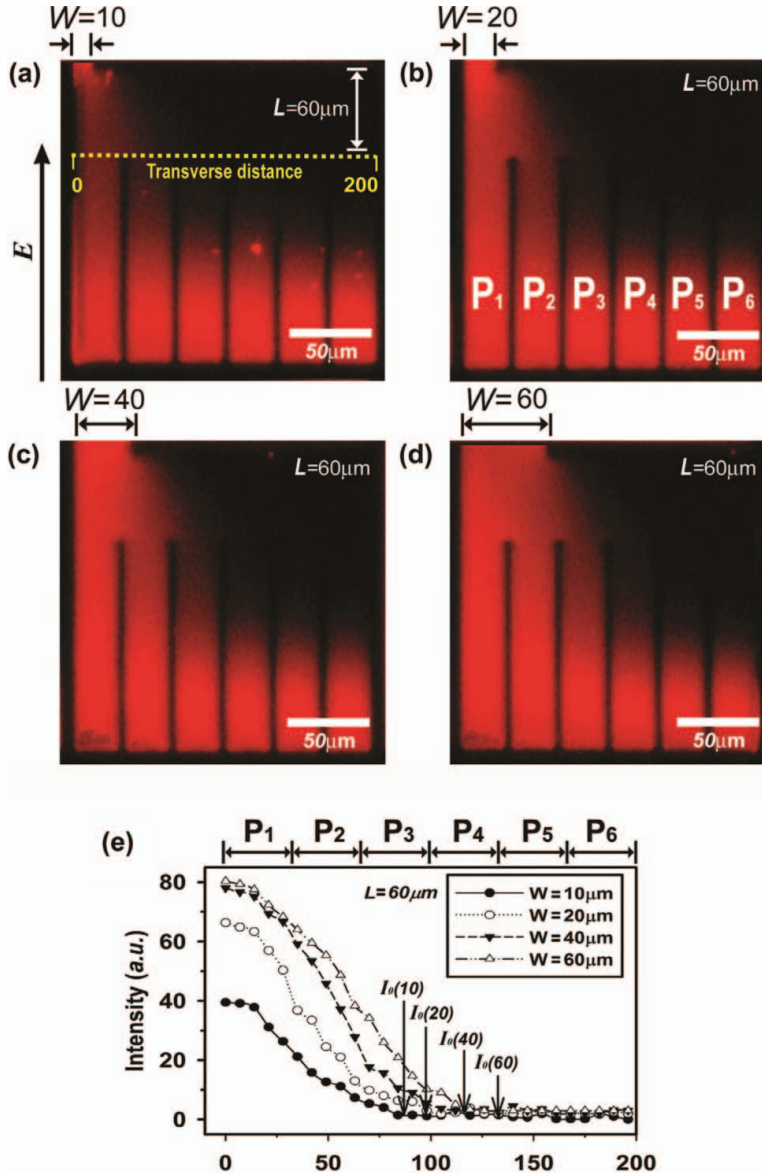 W=10
W=20
(a)
L=60μm
(b)
L=60μm
Transverse distance
0
200
E
P1 P2 P3 P4 P5 P6
50μm
50μm
W=40
W=60
(c)
L=60μm
(d)
L=60μm
50μm
50μm
(e)
P1 P2 P3 P4 P5 P6
80
60
40
20
0
Intensity (a.u.)
L=60μm
W=10μm
W=20μm
W=40μm
W=60μm
I0(10)
I0(20)
I0(40)
I0(60)
0 50 100 150 200